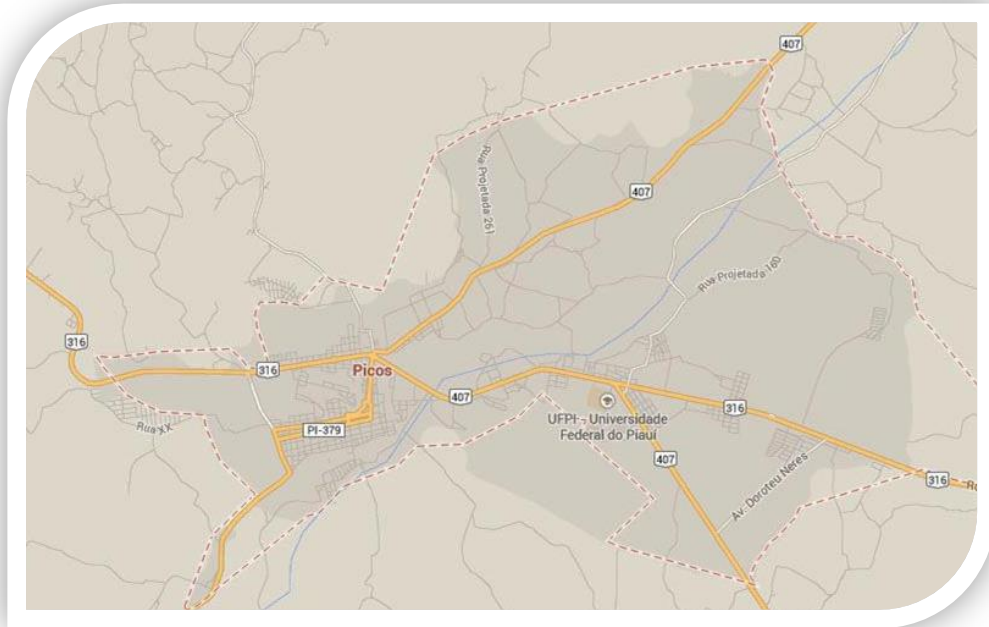 407
407
Rua Projetada 261
Rua Projetada 160
316
316
Picos
407
316
UFPI - Universidade
Federal do Piauí
Rua XX
PI-379
407
Av. Doroteu Neres
316